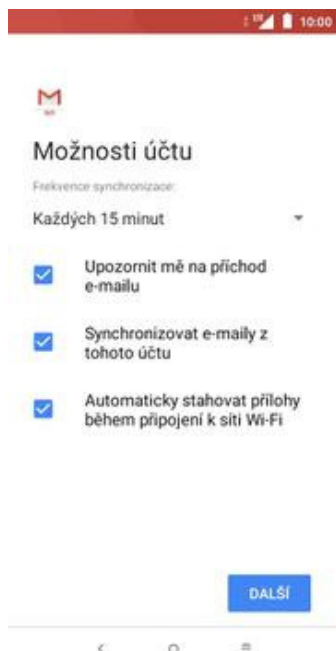 10:00
Možnosti účtu
Frekvence synchronizace:
Každých 15 minut
Upozornit mě na příchod
e-mailu
Synchronizovat e-maily z
tohoto účtu
Automaticky stahovat přílohy
během připojení k síti Wi-Fi
DALŠÍ